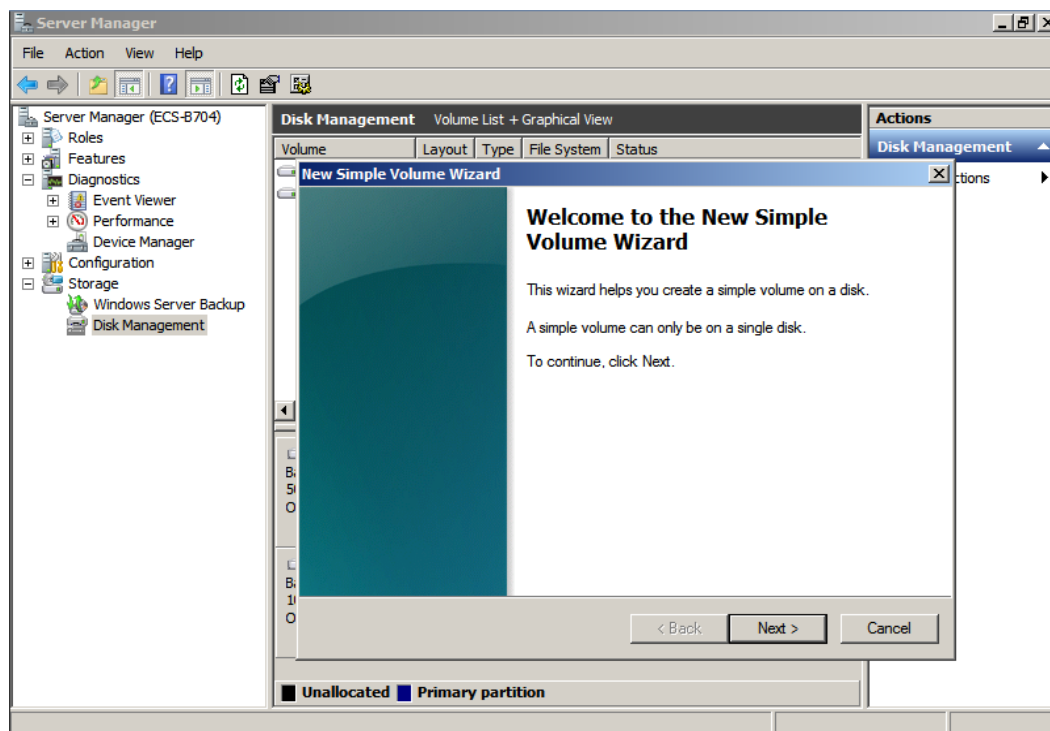 Server Manager
File Action View Help
Server Manager (ECS-B704)
Roles
Features
Diagnostics
Event Viewer
Performance
Device Manager
Configuration
Storage
Windows Server Backup
Disk Management
Disk Management Volume List + Graphical View
Volume Layout Type File System Status
New Simple Volume Wizard
Welcome to the New Simple
Volume Wizard
This wizard helps you create a simple volume on a disk.
A simple volume can only be on a single disk.
To continue, click Next.
< Back Next > Cancel
Unallocated Primary partition
Actions
Disk Management